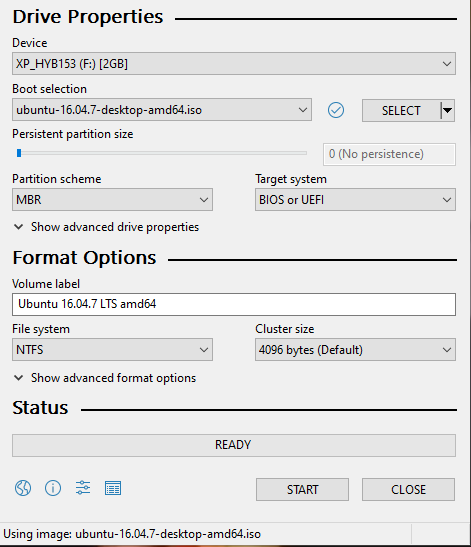 Drive Properties
Device
XP_HYB153 (F:) [2GB]
Boot selection
ubuntu-16.04.7-desktop-amd64.iso
SELECT
Persistent partition size
0 (No persistence)
Partition scheme Target system
MBR BIOS or UEFI
Show advanced drive properties
Format Options
Volume label
Ubuntu 16.04.7 LTS amd64
File system Cluster size
NTFS 4096 bytes (Default)
Show advanced format options
Status
READY
START CLOSE
Using image: ubuntu-16.04.7-desktop-amd64.iso